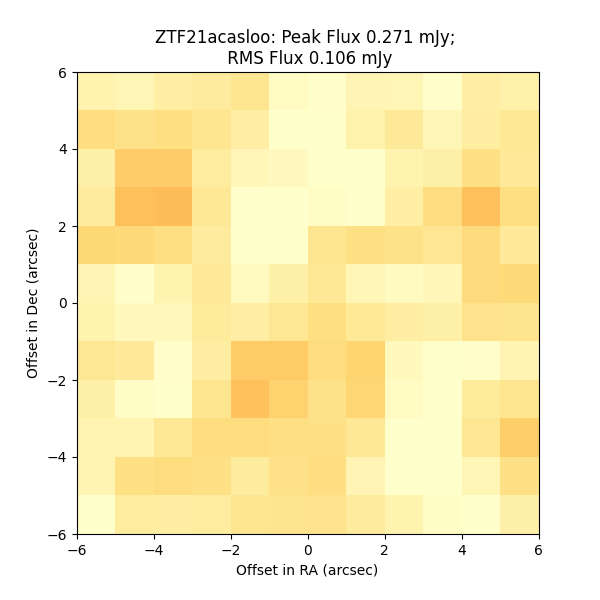 ZTF21acasloo: Peak Flux 0.271 mJy;
RMS Flux 0.106 mJy
6
4
2
0
−2
−4
−6
Offset in Dec (arcsec)
−6 −4 −2 0 2 4 6
Offset in RA (arcsec)